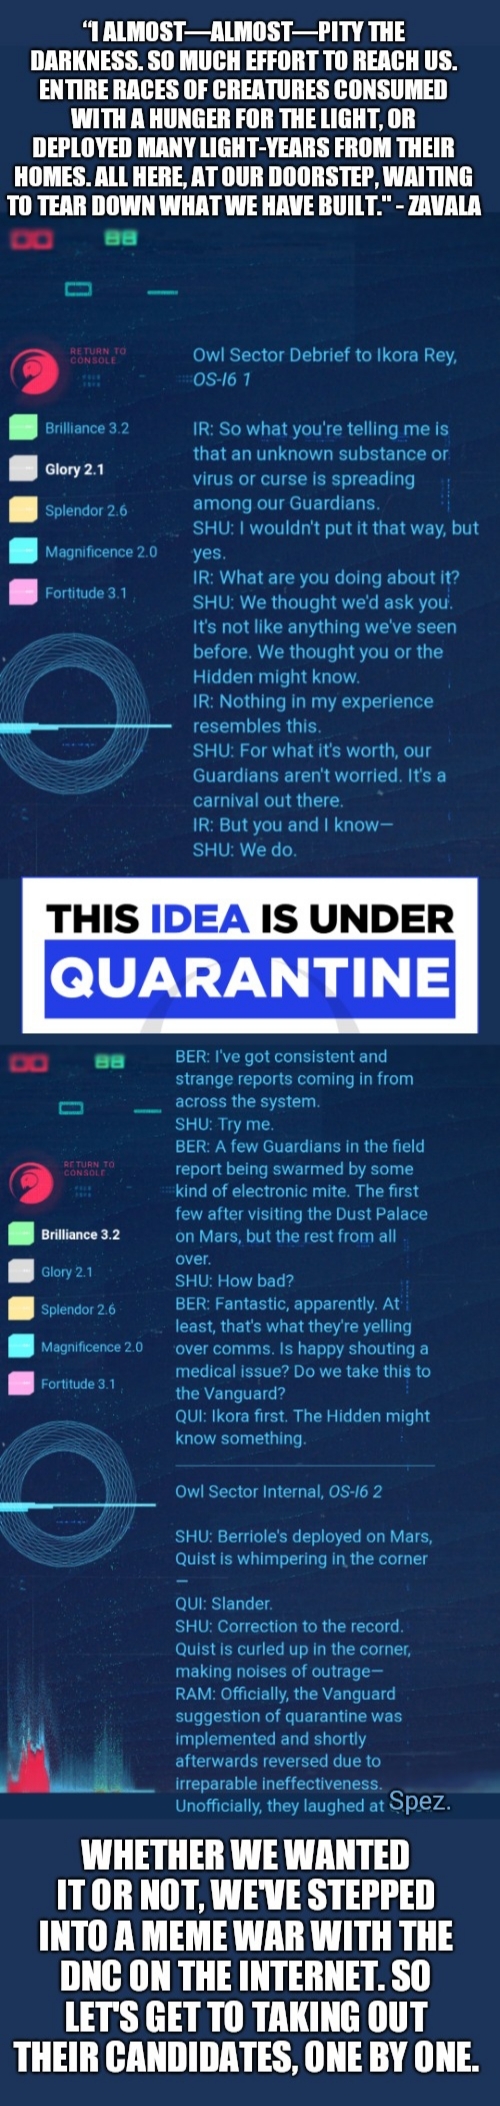 “I ALMOST—ALMOST—PITY THE
DARKNESS. SO MUCH EFFORT TO REACH US.
ENTIRE RACES OF CREATURES CONSUMED
WITH A HUNGER FOR THE LIGHT, OR
DEPLOYED MANY LIGHT-YEARS FROM THEIR
HOMES. ALL HERE, AT OUR DOORSTEP, WAITING
TO TEAR DOWN WHAT WE HAVE BUILT." - ZAVALA
RETURN TO
CONSOLE
Brilliance 3.2
Glory 2.1
Splendor 2.6
Magnificence 2.0
Fortitude 3.1
Owl Sector Debrief to Ikora Rey,
OS-I6 1
IR: So what you're telling me is
that an unknown substance or
virus or curse is spreading
among our Guardians.
SHU: I wouldn't put it that way, but
yes.
IR: What are you doing about it?
SHU: We thought we'd ask you.
It's not like anything we've seen
before. We thought you or the
Hidden might know.
IR: Nothing in my experience
resembles this.
SHU: For what it's worth, our
Guardians aren't worried. It's a
carnival out there.
IR: But you and I know—
SHU: We do.
THIS IDEA IS UNDER
QUARANTINE
RETURN TO
CONSOLE
Brilliance 3.2
Glory 2.1
Splendor 2.6
Magnificence 2.0
Fortitude 3.1
BER: I've got consistent and
strange reports coming in from
across the system.
SHU: Try me.
BER: A few Guardians in the field
report being swarmed by some
kind of electronic mite. The first
few after visiting the Dust Palace
on Mars, but the rest from all
over.
SHU: How bad?
BER: Fantastic, apparently. At
least, that's what they're yelling
over comms. Is happy shouting a
medical issue? Do we take this to
the Vanguard?
QUI: Ikora first. The Hidden might
know something.
Owl Sector Internal, OS-I6 2
SHU: Berriole's deployed on Mars,
Quist is whimpering in the corner
—
QUI: Slander.
SHU: Correction to the record.
Quist is curled up in the corner,
making noises of outrage—
RAM: Officially, the Vanguard
suggestion of quarantine was
implemented and shortly
afterwards reversed due to
irreparable ineffectiveness.
Unofficially, they laughed at Spez.
WHETHER WE WANTED
IT OR NOT, WE'VE STEPPED
INTO A MEME WAR WITH THE
DNC ON THE INTERNET. SO
LET'S GET TO TAKING OUT
THEIR CANDIDATES, ONE BY ONE.